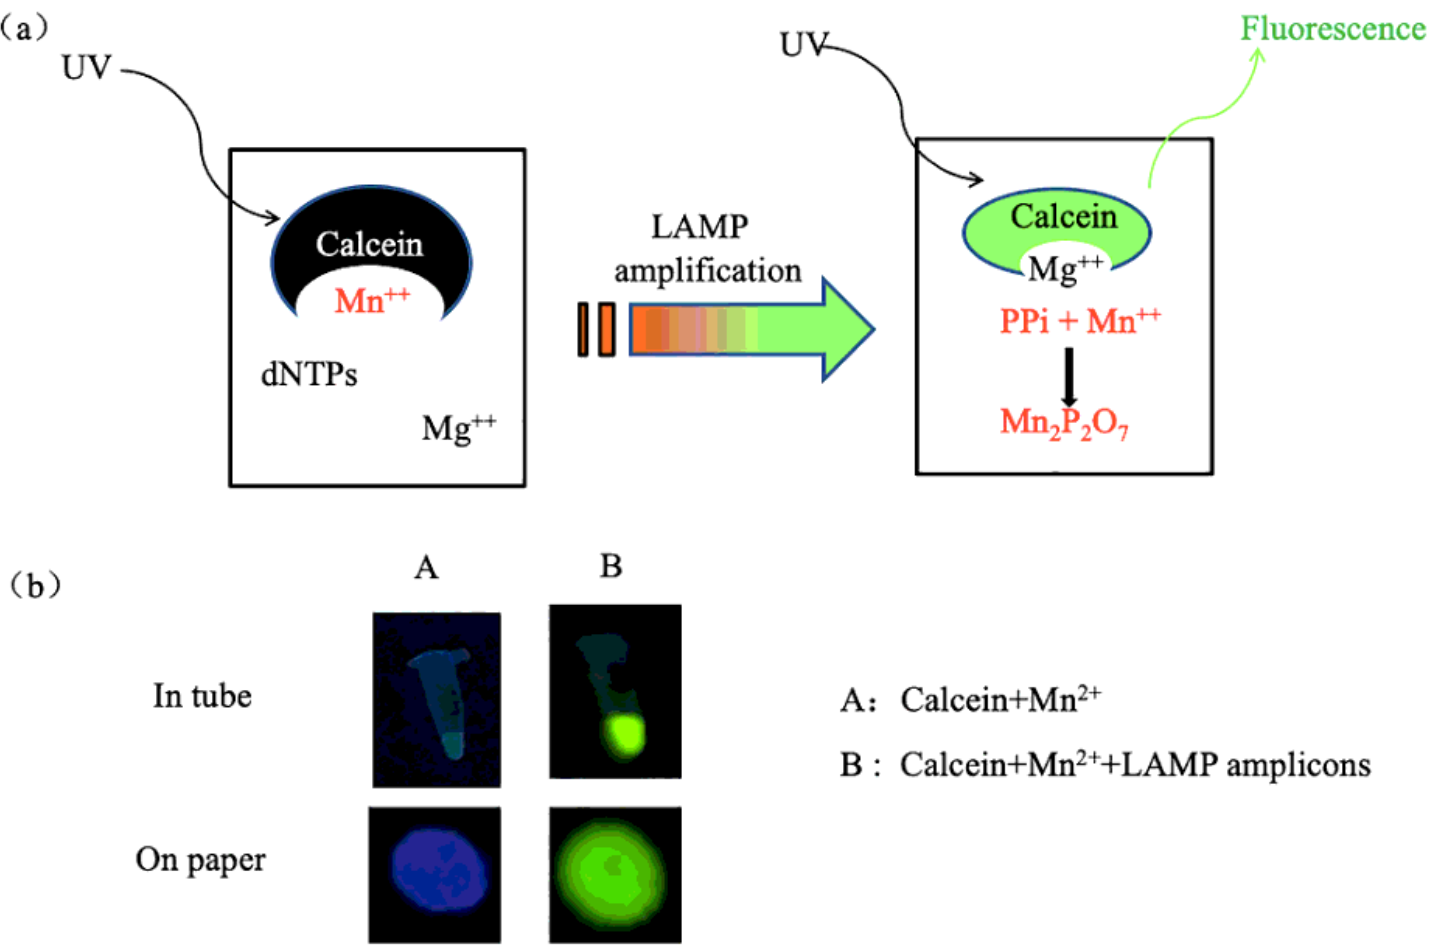 （a）
UV
Calcein
Mn⁺⁺
dNTPs
Mg⁺⁺
LAMP
amplification
UV
Fluorescence
Calcein
Mg⁺⁺
PPi + Mn⁺⁺
Mn₂P₂O₇
（b）
A
B
In tube
On paper
A： Calcein+Mn²⁺
B : Calcein+Mn²⁺+LAMP amplicons